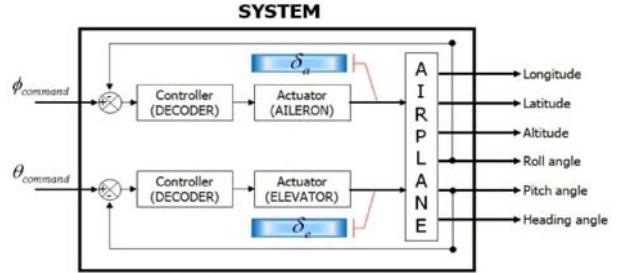 SYSTEM
δa
ϕcommand
Controller
(DECODER)
Actuator
(AILERON)
θcommand
Controller
(DECODER)
Actuator
(ELEVATOR)
δe
A
I
R
P
L
A
N
E
Longitude
Latitude
Altitude
Roll angle
Pitch angle
Heading angle